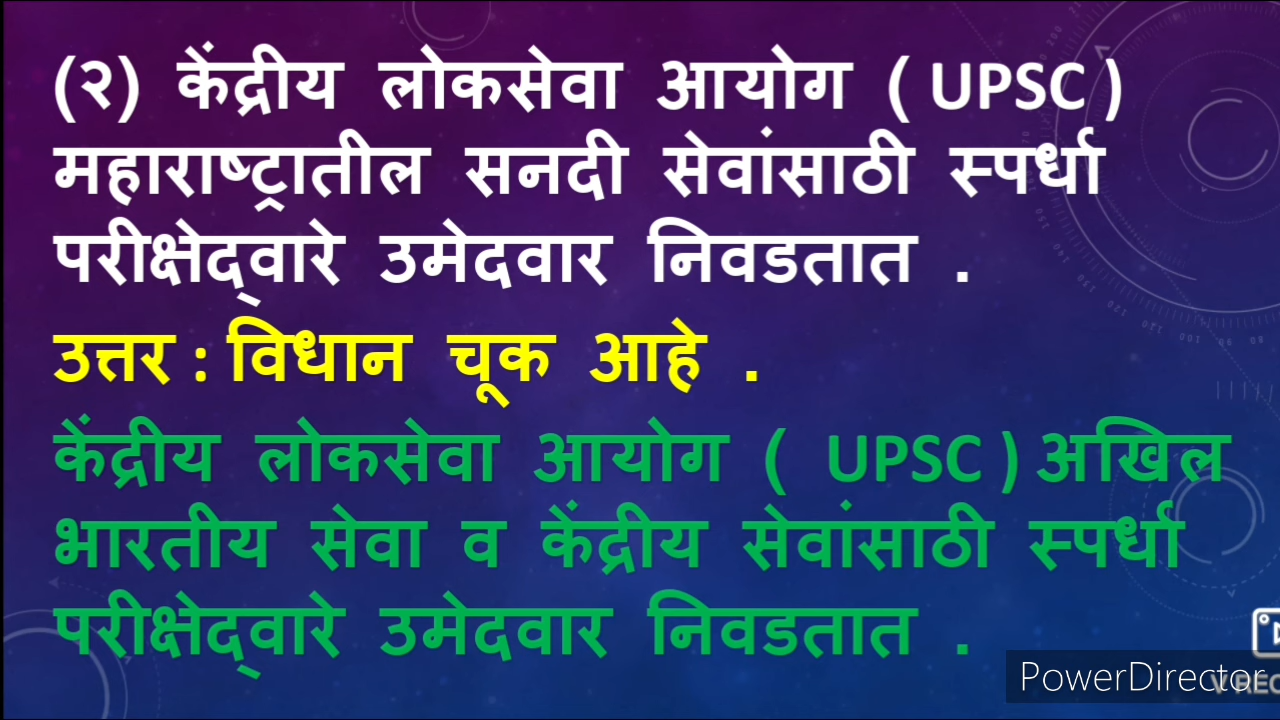 (२) केंद्रीय लोकसेवा आयोग ( UPSC )
महाराष्ट्रातील सनदी सेवांसाठी स्पर्धा
परीक्षेद्वारे उमेदवार निवडतात .
उत्तर : विधान चूक आहे .
केंद्रीय लोकसेवा आयोग ( UPSC ) अखिल
भारतीय सेवा व केंद्रीय सेवांसाठी स्पर्धा
परीक्षेद्वारे उमेदवार निवडतात .
PowerDirector